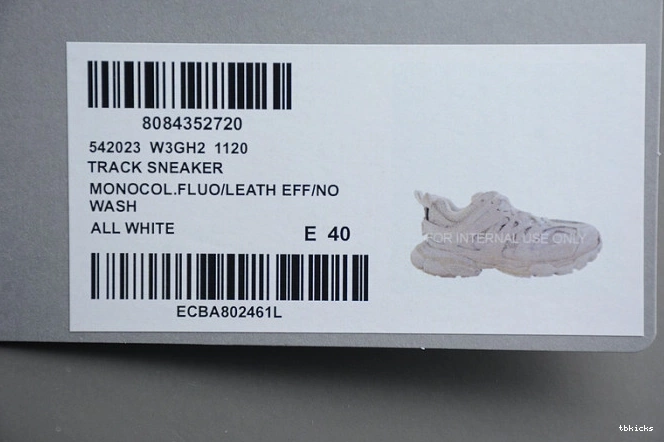 8084352720
542023 W3GH2 1120
TRACK SNEAKER
MONOCOL.FLUO/LEATH EFF/NO
WASH
ALL WHITE
E 40
FOR INTERNAL USE ONLY
ECBA802461L
tbkicks